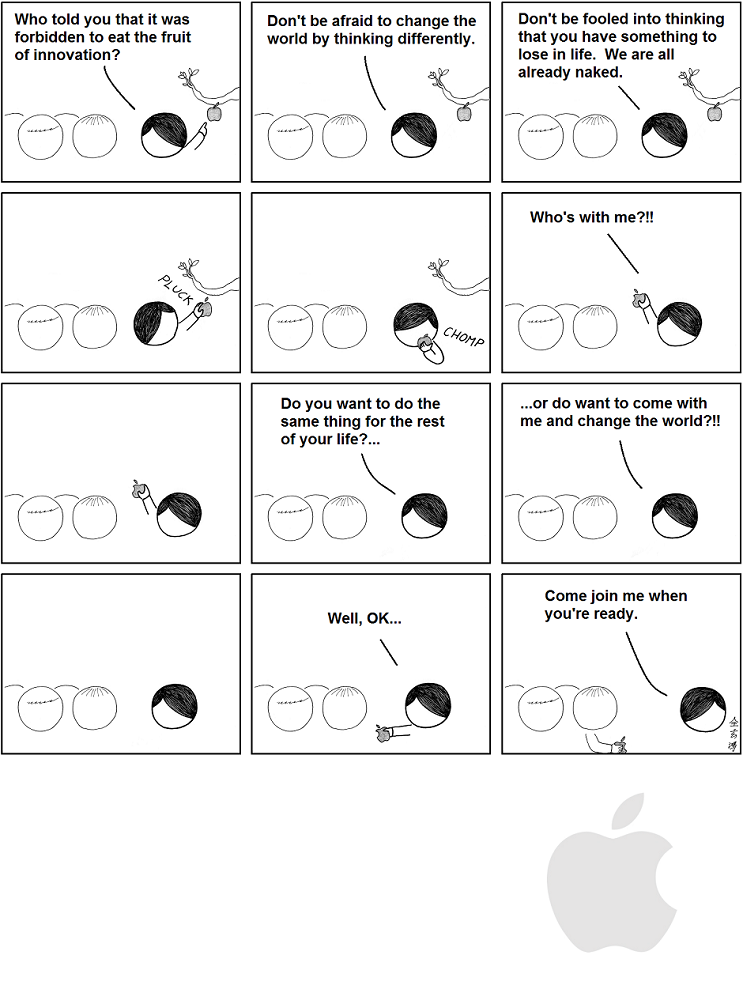 Who told you that it was
forbidden to eat the fruit
of innovation?
Don't be afraid to change the
world by thinking differently.
Don't be fooled into thinking
that you have something to
lose in life.  We are all
already naked.
PLUCK
CHOMP
Who's with me?!!
Do you want to do the
same thing for the rest
of your life?...
...or do want to come with
me and change the world?!!
Well, OK...
Come join me when
you're ready.